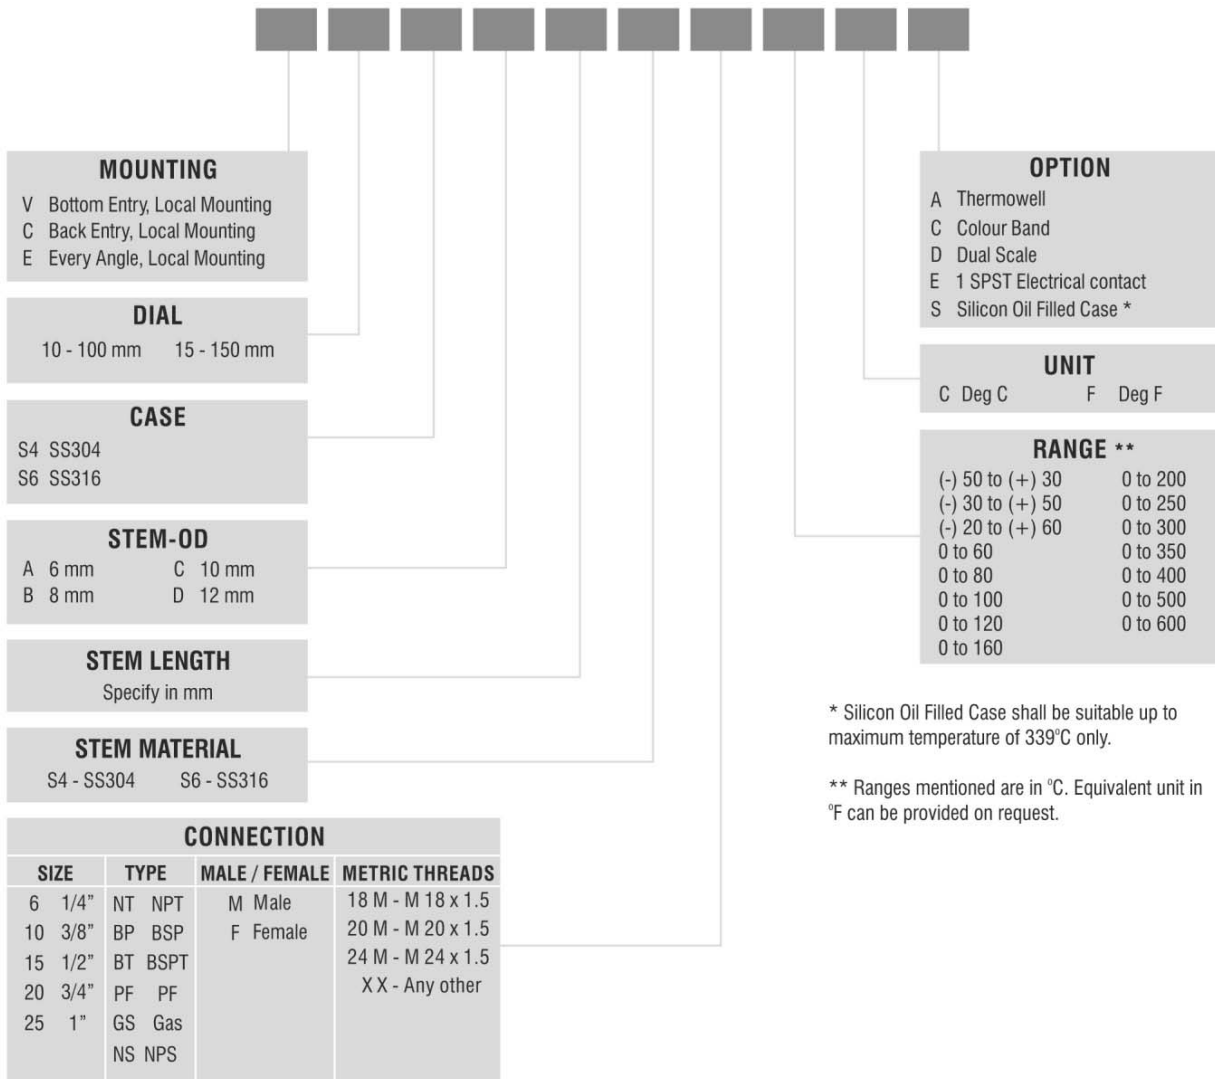 MOUNTING
V Bottom Entry, Local Mounting
C Back Entry, Local Mounting
E Every Angle, Local Mounting
DIAL
10 - 100 mm 15 - 150 mm
CASE
S4 SS304
S6 SS316
STEM-OD
A 6 mm C 10 mm
B 8 mm D 12 mm
STEM LENGTH
Specify in mm
STEM MATERIAL
S4 - SS304 S6 - SS316
CONNECTION
SIZE TYPE MALE / FEMALE METRIC THREADS
6 1/4” NT NPT M Male 18 M - M 18 x 1.5
10 3/8” BP BSP F Female 20 M - M 20 x 1.5
15 1/2” BT BSPT 24 M - M 24 x 1.5
20 3/4” PF PF X X - Any other
25 1” GS Gas
NS NPS
OPTION
A Thermowell
C Colour Band
D Dual Scale
E 1 SPST Electrical contact
S Silicon Oil Filled Case *
UNIT
C Deg C F Deg F
RANGE **
(-) 50 to (+) 30 0 to 200
(-) 30 to (+) 50 0 to 250
(-) 20 to (+) 60 0 to 300
0 to 60 0 to 350
0 to 80 0 to 400
0 to 100 0 to 500
0 to 120 0 to 600
0 to 160
* Silicon Oil Filled Case shall be suitable up to
maximum temperature of 339°C only.
** Ranges mentioned are in °C. Equivalent unit in
°F can be provided on request.